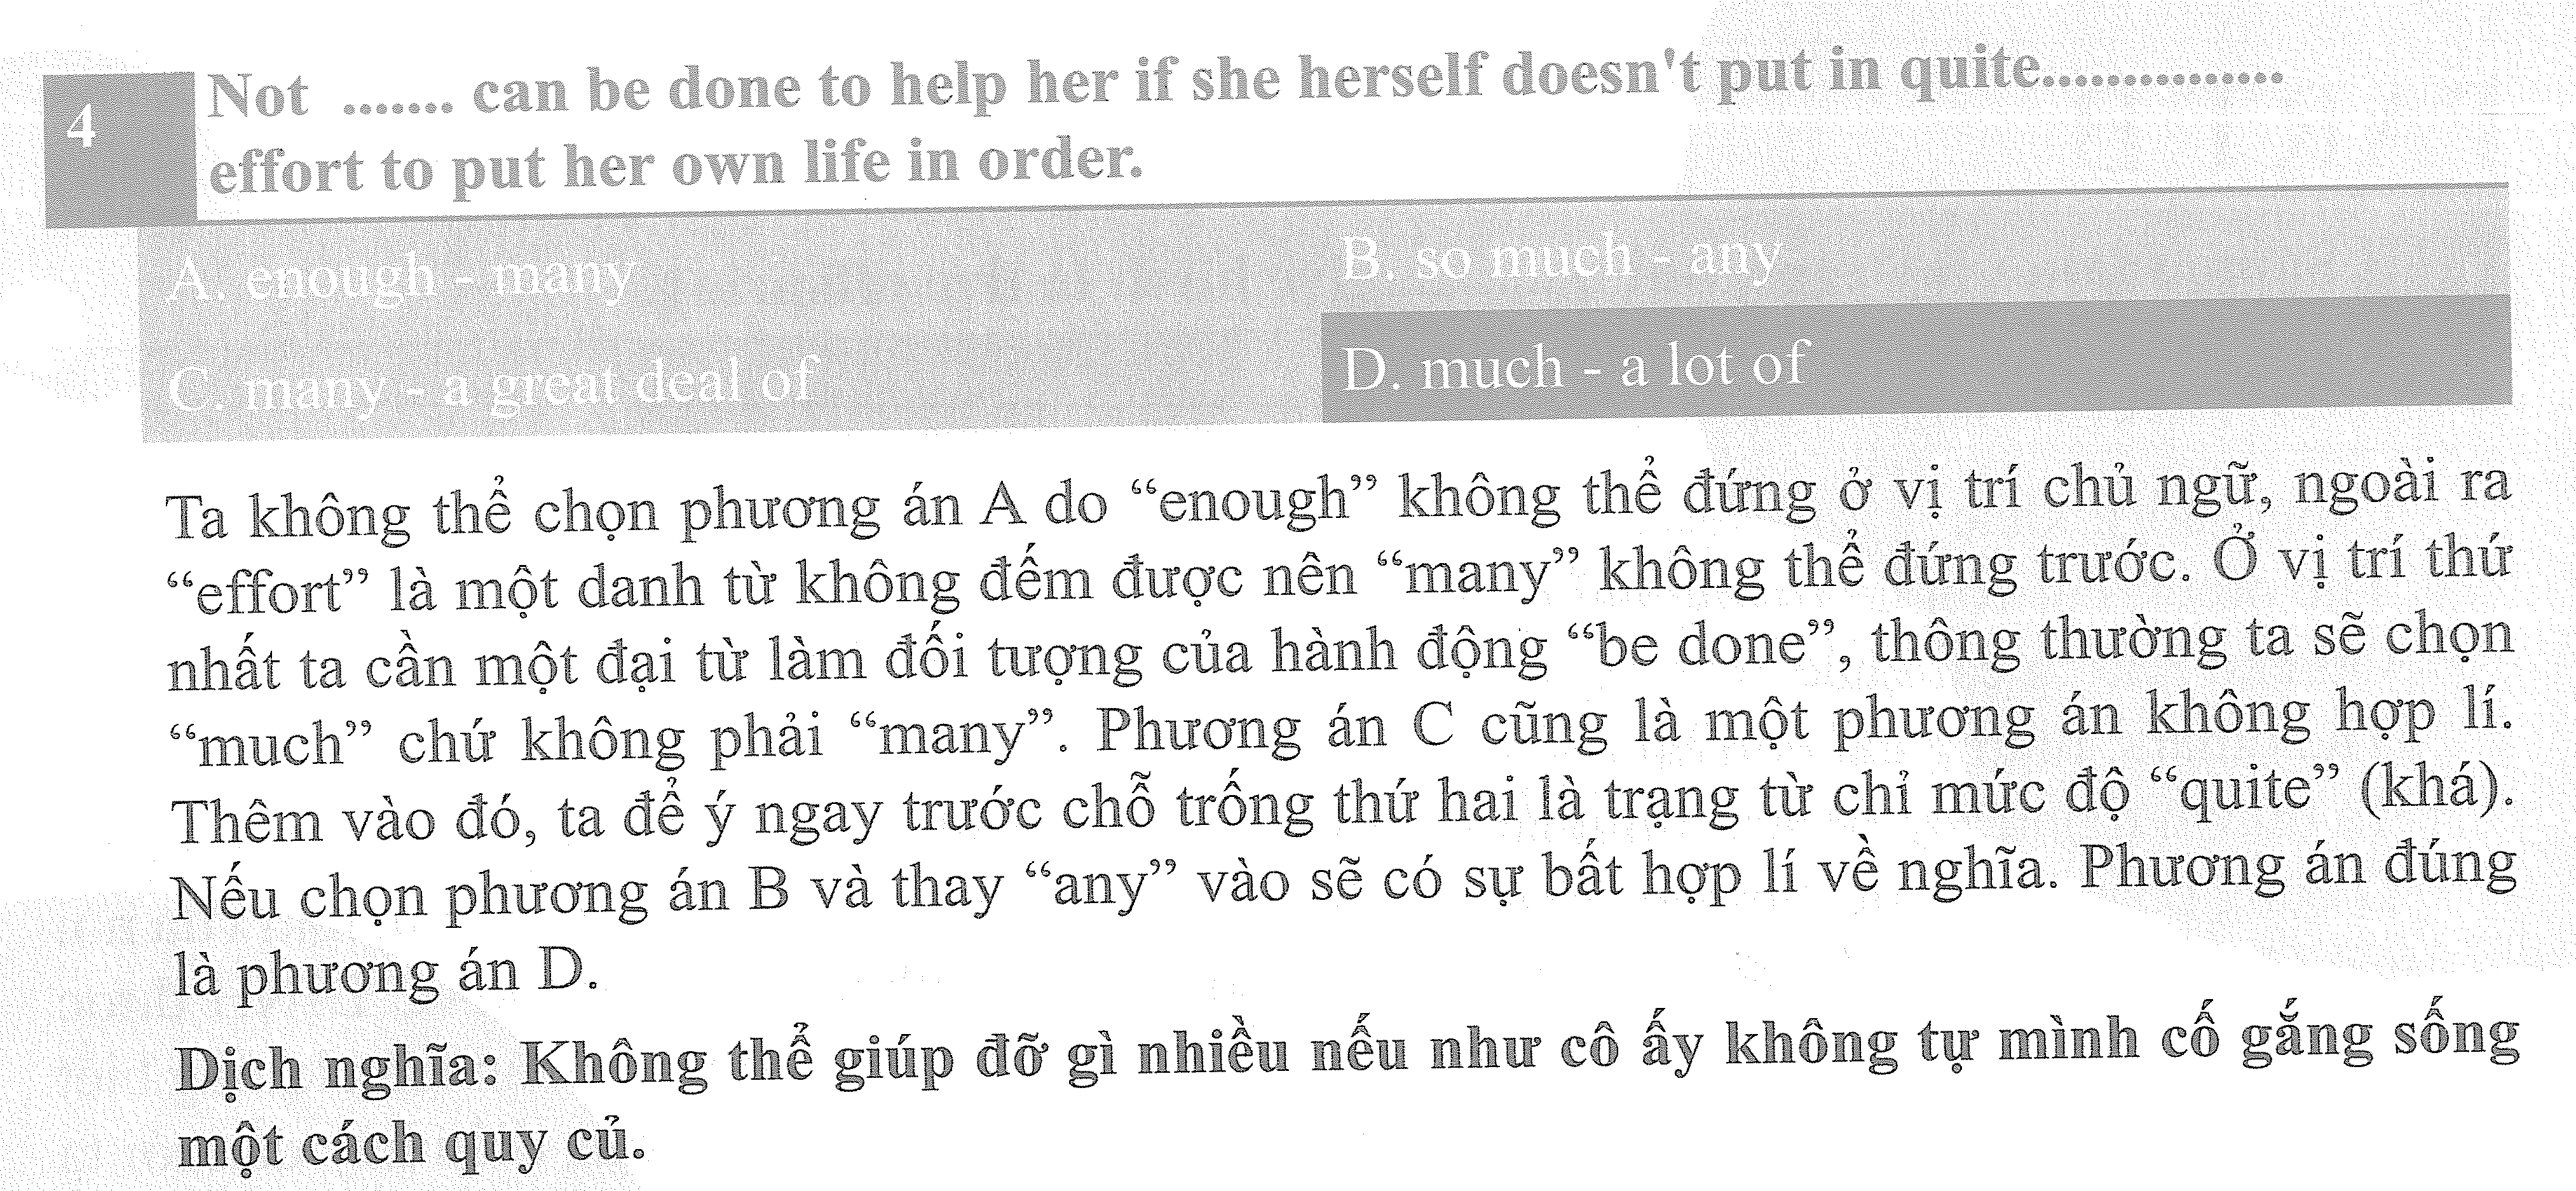 4
Not ....... can be done to help her if she herself doesn't put in quite...............
effort to put her own life in order.
A. enough - many
B. so much - any
C. many - a great deal of
D. much - a lot of
Ta không thể chọn phương án A do “enough” không thể đứng ở vị trí chủ ngữ, ngoài ra
“effort” là một danh từ không đếm được nên “many” không thể đứng trước. Ở vị trí thứ
nhất ta cần một đại từ làm đối tượng của hành động “be done”, thông thường ta sẽ chọn
“much” chứ không phải “many”. Phương án C cũng là một phương án không hợp lí.
Thêm vào đó, ta để ý ngay trước chỗ trống thứ hai là trạng từ chỉ mức độ “quite” (khá).
Nếu chọn phương án B và thay “any” vào sẽ có sự bất hợp lí về nghĩa. Phương án đúng
là phương án D.
Dịch nghĩa: Không thể giúp đỡ gì nhiều nếu như cô ấy không tự mình cố gắng sống
một cách quy củ.